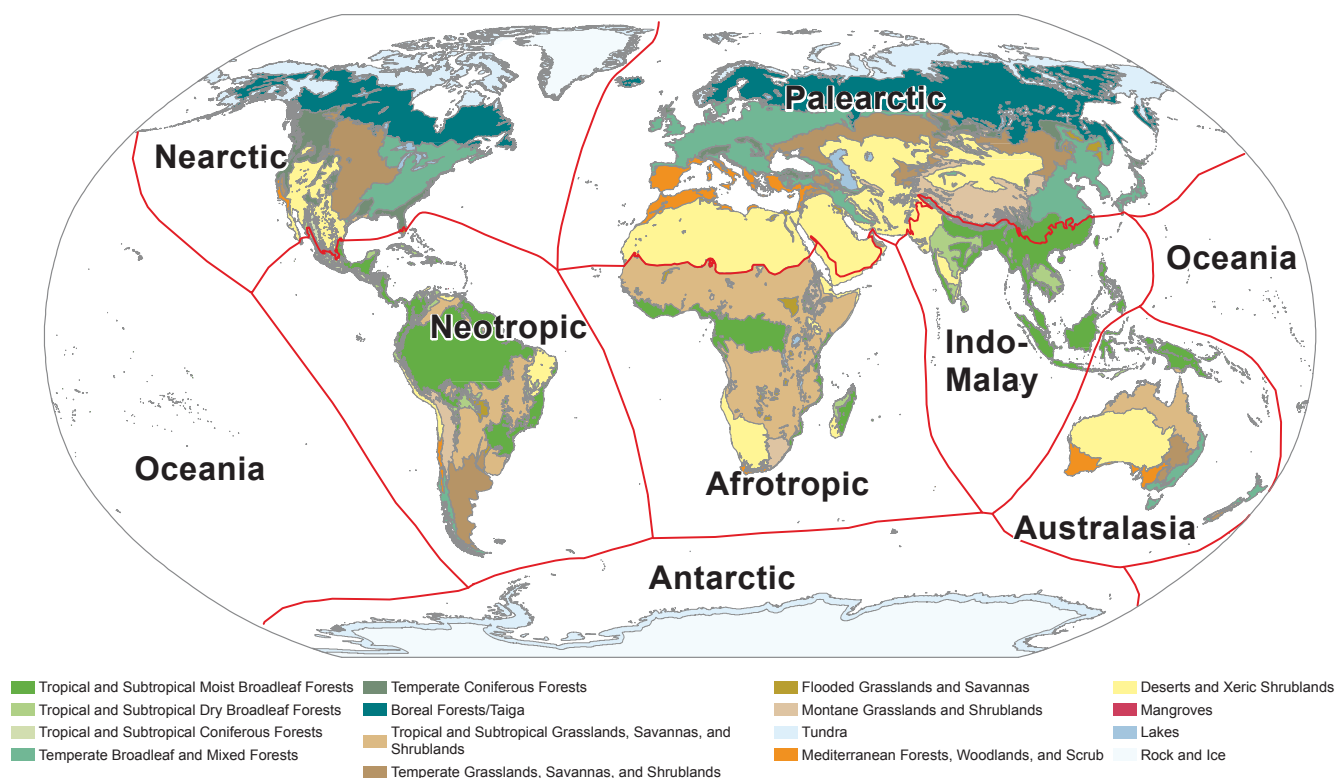 Palearctic
Nearctic
Oceania
Neotropic
Indo-
Malay
Oceania
Afrotropic
Australasia
Antarctic
Tropical and Subtropical Moist Broadleaf Forests
Tropical and Subtropical Dry Broadleaf Forests
Tropical and Subtropical Coniferous Forests
Temperate Broadleaf and Mixed Forests
Temperate Coniferous Forests
Boreal Forests/Taiga
Tropical and Subtropical Grasslands, Savannas, and
Shrublands
Temperate Grasslands, Savannas, and Shrublands
Flooded Grasslands and Savannas
Montane Grasslands and Shrublands
Tundra
Mediterranean Forests, Woodlands, and Scrub
Deserts and Xeric Shrublands
Mangroves
Lakes
Rock and Ice